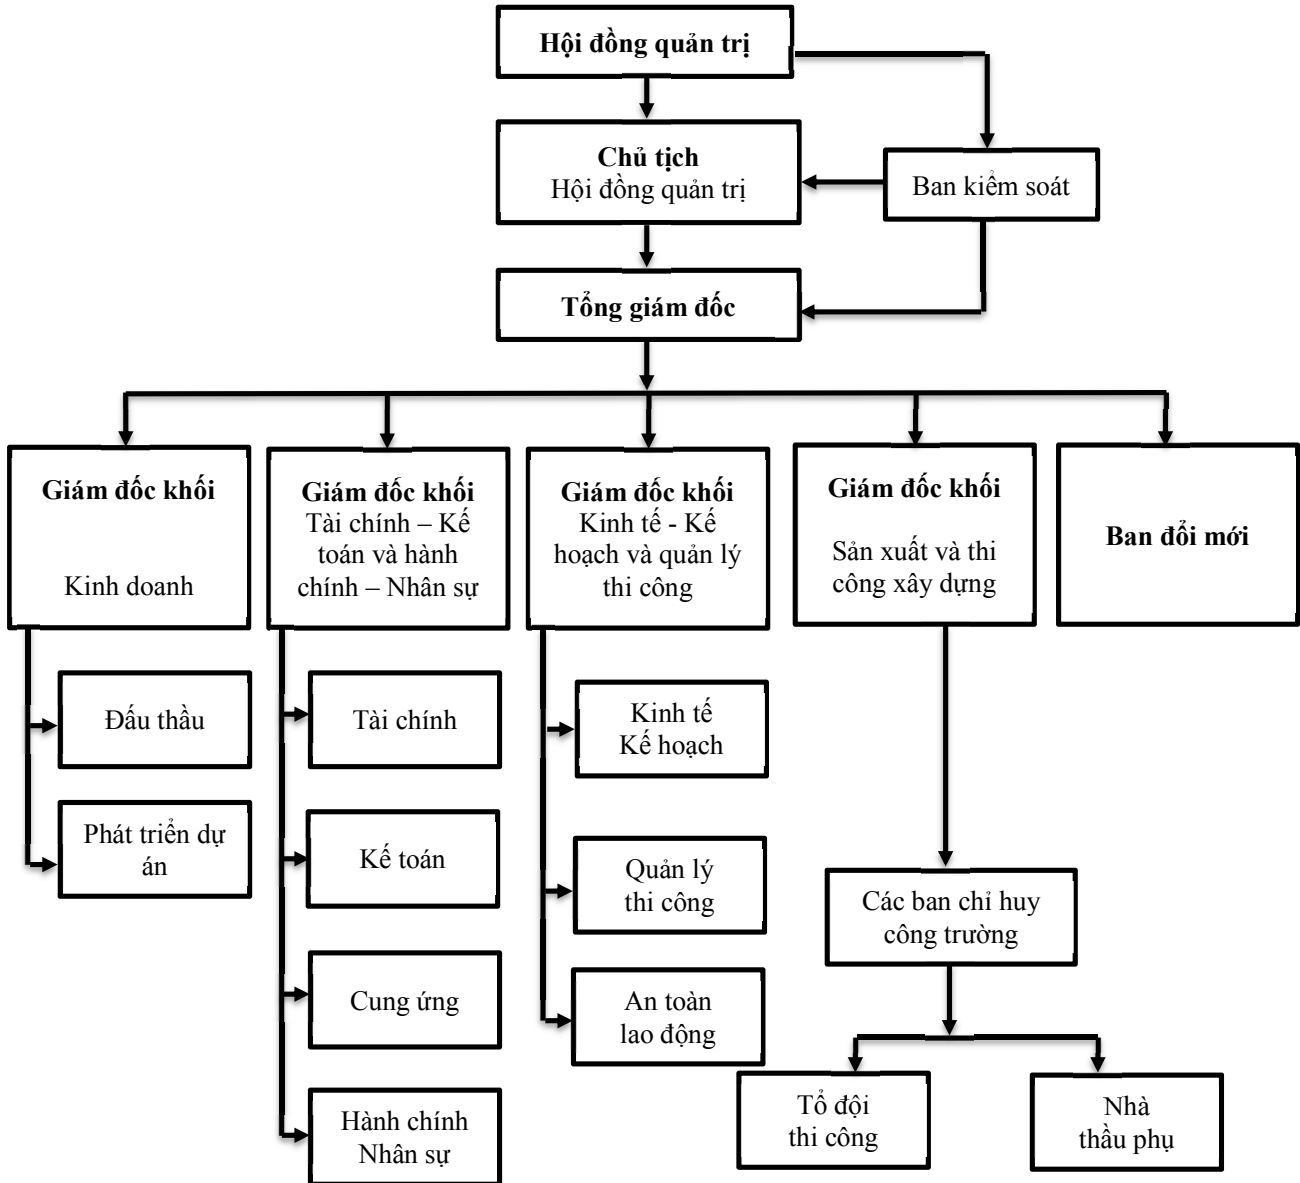 Hội đồng quản trị
Chủ tịch
Hội đồng quản trị
Ban kiểm soát
Tổng giám đốc
Giám đốc khối
Kinh doanh
Giám đốc khối
Tài chính – Kế
toán và hành
chính – Nhân sự
Giám đốc khối
Kinh tế - Kế
hoạch và quản lý
thi công
Giám đốc khối
Sản xuất và thi
công xây dựng
Ban đổi mới
Đấu thầu
Phát triển dự
án
Tài chính
Kế toán
Cung ứng
Hành chính
Nhân sự
Kinh tế
Kế hoạch
Quản lý
thi công
An toàn
lao động
Các ban chỉ huy
công trường
Tổ đội
thi công
Nhà
thầu phụ